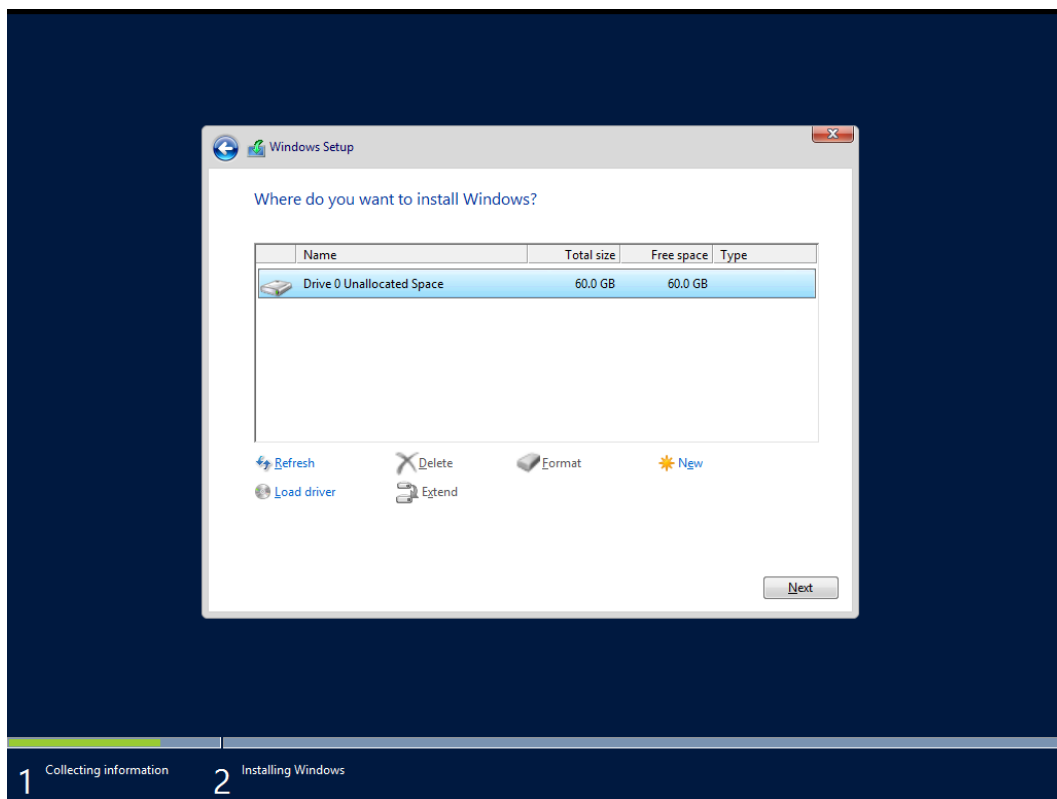 Windows Setup
Where do you want to install Windows?
Name Total size Free space Type
Drive 0 Unallocated Space 60.0 GB 60.0 GB
Refresh Delete Format New
Load driver Extend
Next
1 Collecting information 2 Installing Windows